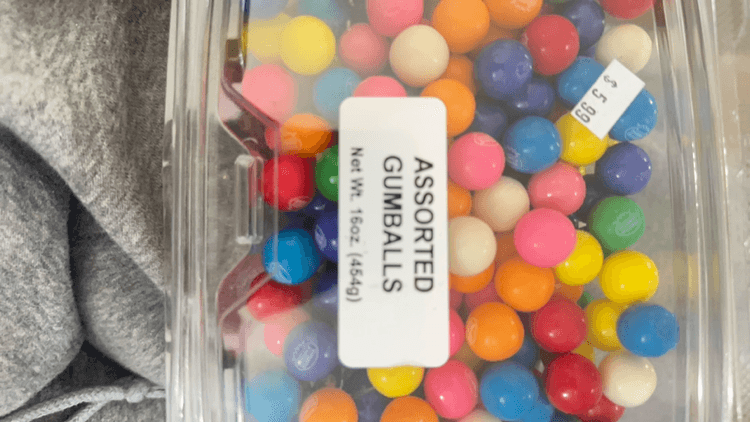 ASSORTED
GUMBALLS
Net Wt. 16oz. (454g)
$ 5.99